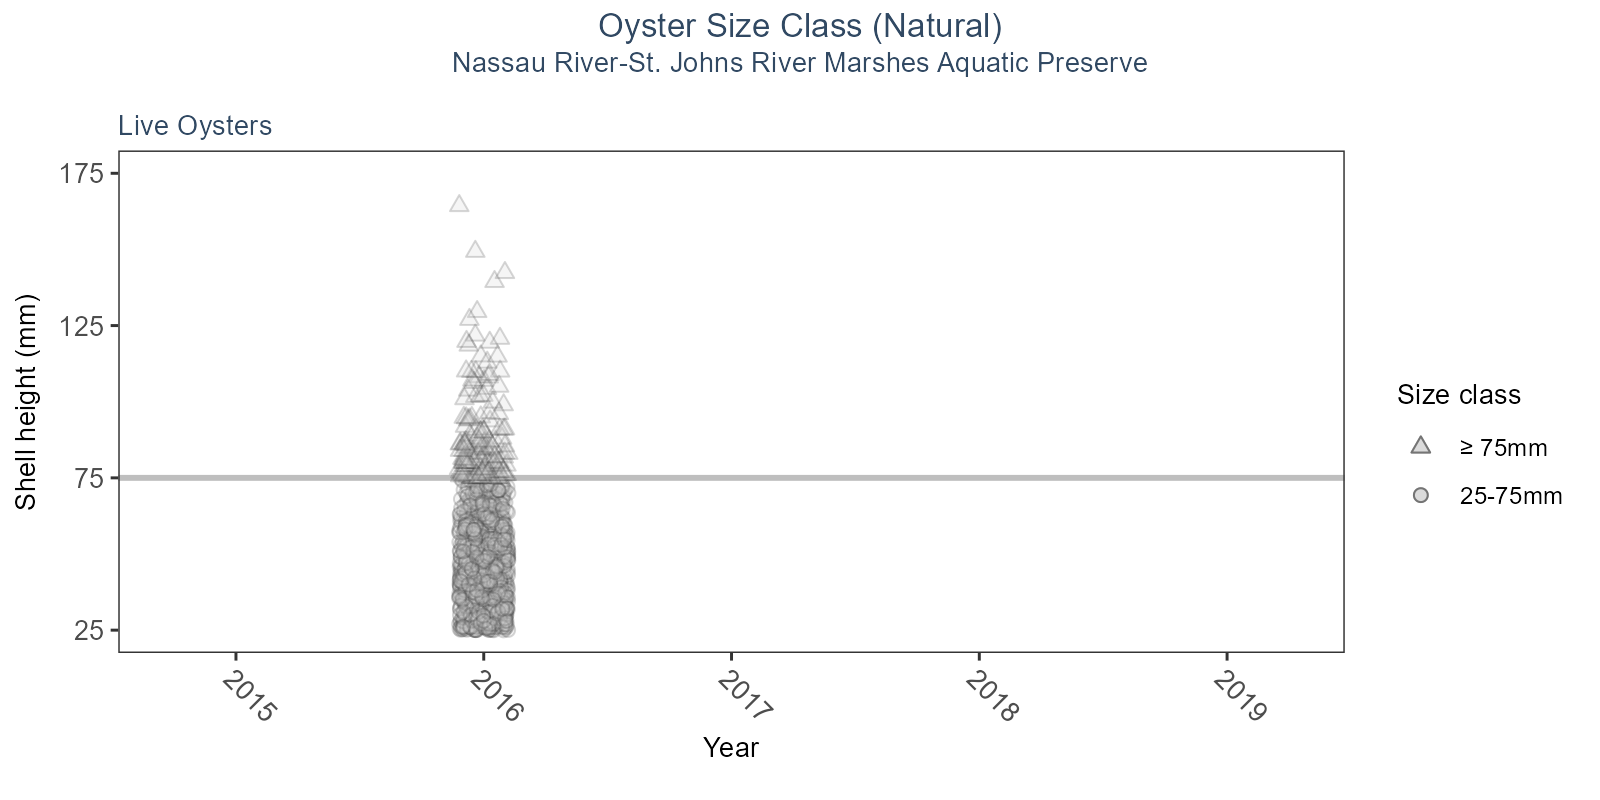 Oyster Size Class (Natural)
Nassau River-St. Johns River Marshes Aquatic Preserve
Live Oysters
175
125
75
25
Shell height (mm)
2015
2016
2017
2018
2019
Year
Size class
≥ 75mm
25-75mm